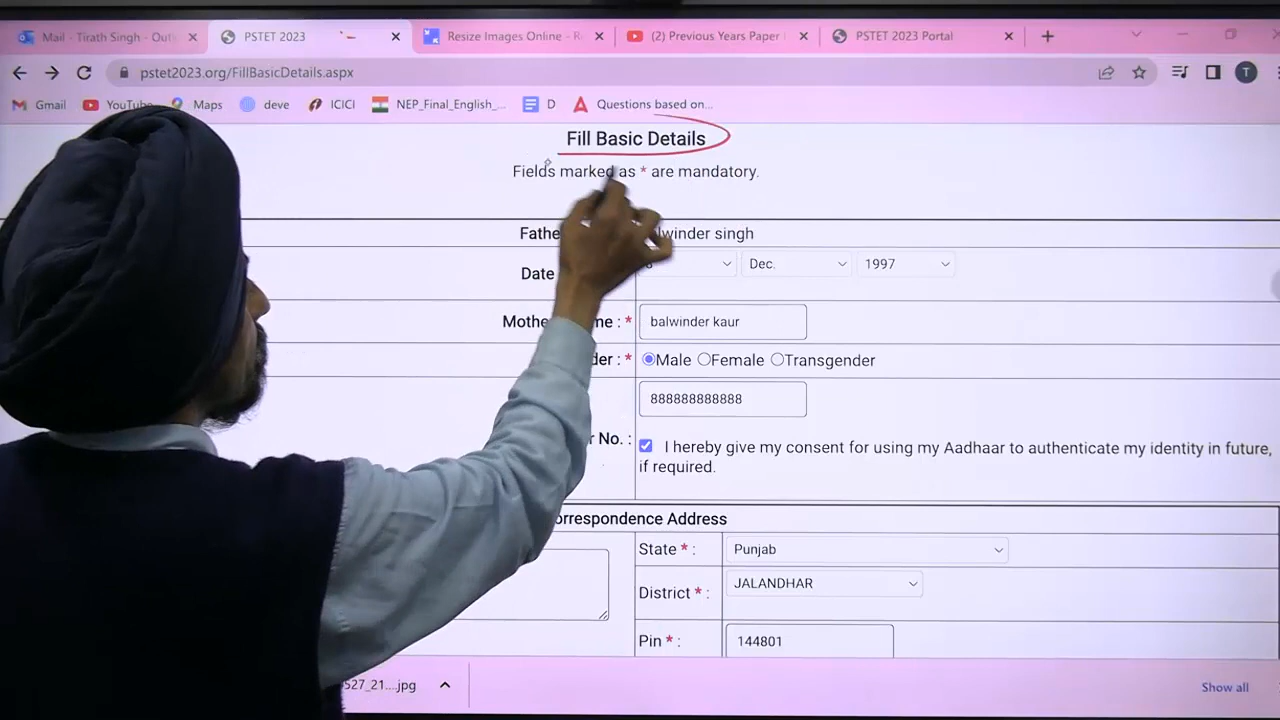 Mail - Tirath Singh - Out
PSTET 2023
Resize Images Online - R
(2) Previous Years Paper
PSTET 2023 Portal
pstet2023.org/FillBasicDetails.aspx
T
Gmail
YouTube
Maps
deve
ICICI
NEP_Final_English_...
D
Questions based on...
Fill Basic Details
Fields marked as * are mandatory.
Fathe
lwinder singh
Date
Dec.
1997
Mothe me : *
balwinder kaur
der : *
Male Female Transgender
888888888888
r No. :
I hereby give my consent for using my Aadhaar to authenticate my identity in future,
if required.
orrespondence Address
State * :
Punjab
District * :
JALANDHAR
Pin * :
144801
527_21....jpg
Show all